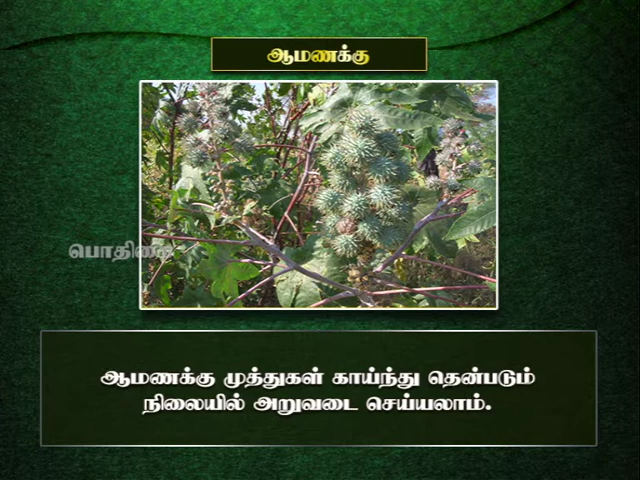 ஆமணக்கு
பொதிகை
ஆமணக்கு முத்துகள் காய்ந்து தென்படும்
நிலையில் அறுவடை செய்யலாம்.